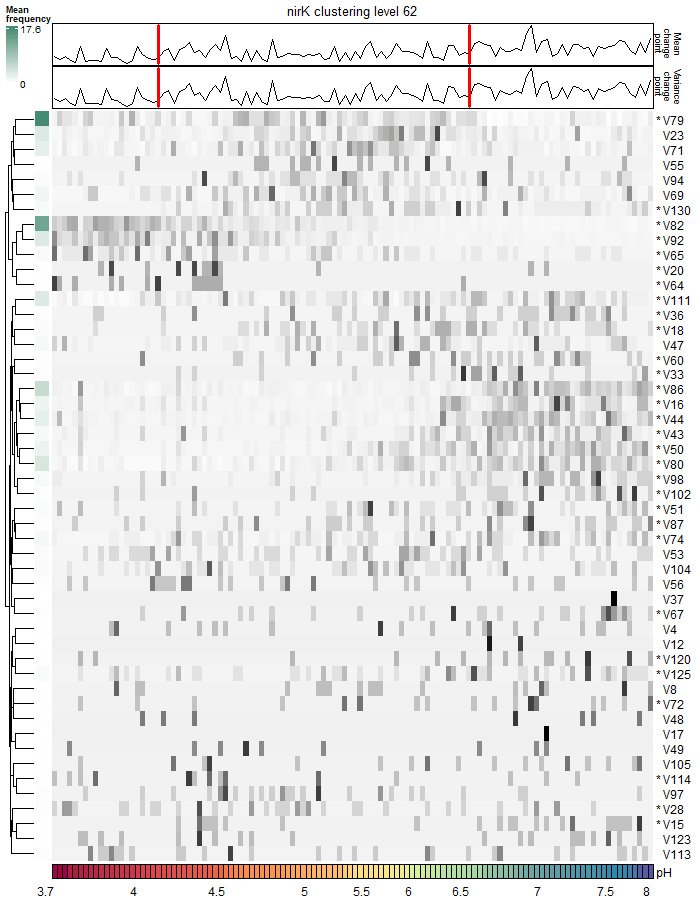 nirK clustering level 62
Mean
frequency
17.6
0
Mean
change
point
Variance
change
point
* V79
V23
V71
V55
V94
V69
* V130
* V82
* V92
* V65
* V20
* V64
* V111
* V36
* V18
V47
* V60
* V33
* V86
* V16
* V44
* V43
* V50
* V80
* V98
* V102
* V51
* V87
* V74
V53
V104
V56
V37
* V67
V4
V12
* V120
* V125
V8
* V72
V48
V17
V49
V105
* V114
V97
* V28
* V15
V123
V113
pH
3.7 4 4.5 5 5.5 6 6.5 7 7.5 8